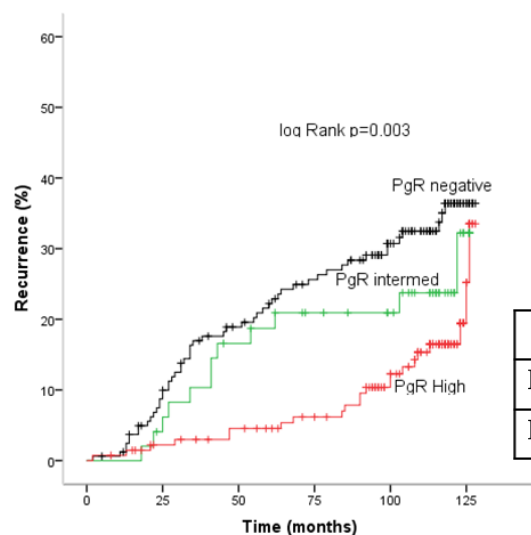 60
50
40
30
20
10
0
Recurrence (%)
log Rank p=0.003
PgR negative
PgR intermed
PgR High
0 25 50 75 100 125
Time (months)